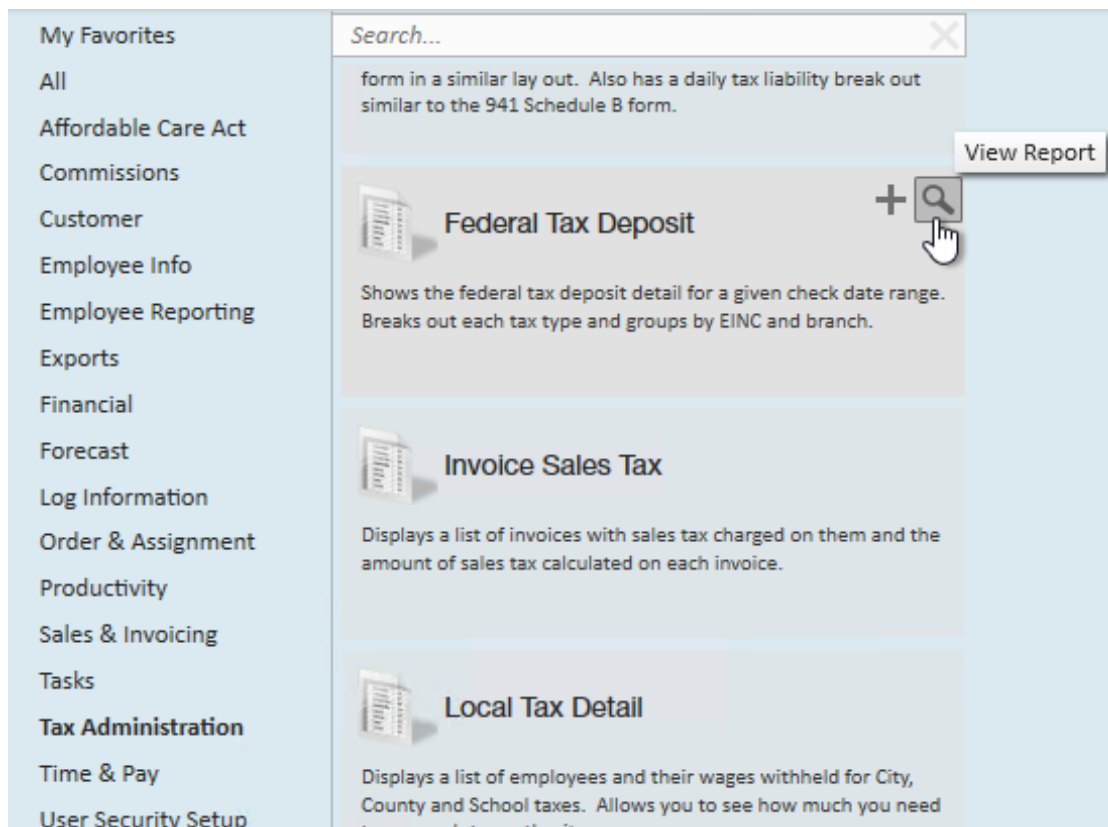 My Favorites
All
Affordable Care Act
Commissions
Customer
Employee Info
Employee Reporting
Exports
Financial
Forecast
Log Information
Order & Assignment
Productivity
Sales & Invoicing
Tasks
Tax Administration
Time & Pay
User Security Setup
Search...
form in a similar lay out. Also has a daily tax liability break out
similar to the 941 Schedule B form.
View Report
Federal Tax Deposit
Shows the federal tax deposit detail for a given check date range.
Breaks out each tax type and groups by EINC and branch.
Invoice Sales Tax
Displays a list of invoices with sales tax charged on them and the
amount of sales tax calculated on each invoice.
Local Tax Detail
Displays a list of employees and their wages withheld for City,
County and School taxes. Allows you to see how much you need